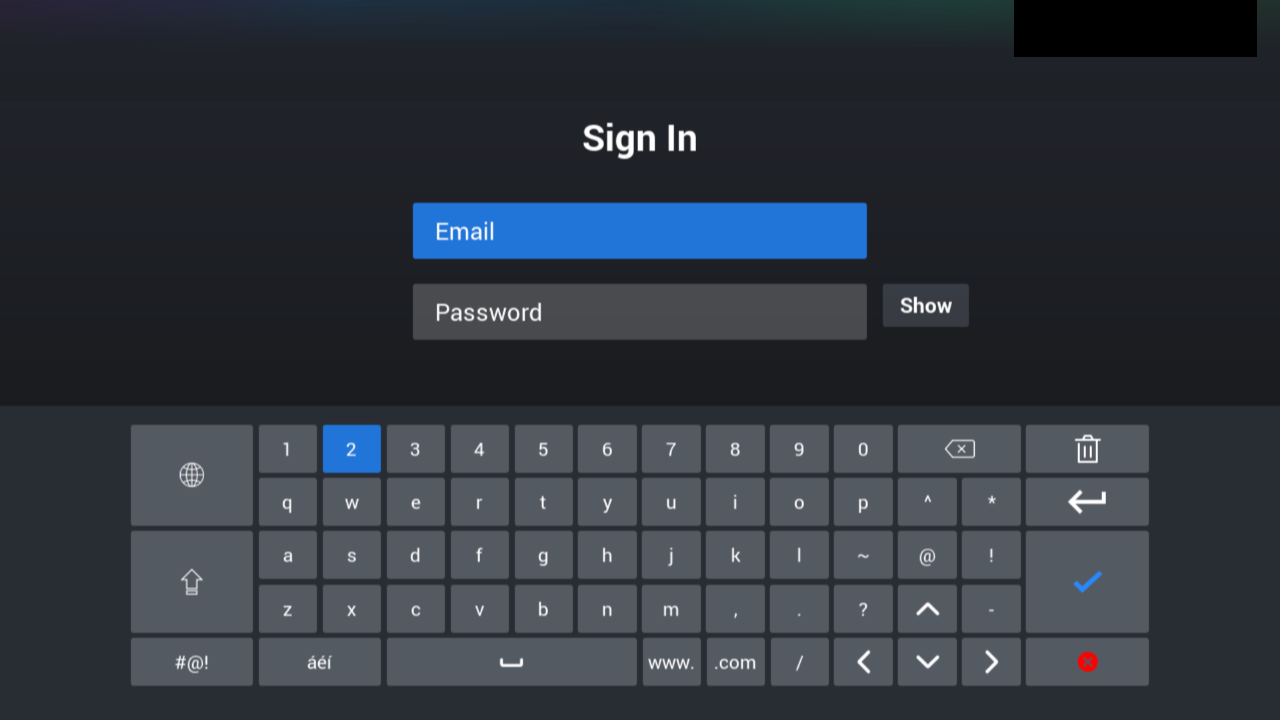 Sign In
Email
Password
Show
1 2 3 4 5 6 7 8 9 0
q w e r t y u i o p ^ *
a s d f g h j k l ~ @ !
z x c v b n m , . ? -
#@! áéí www. .com /